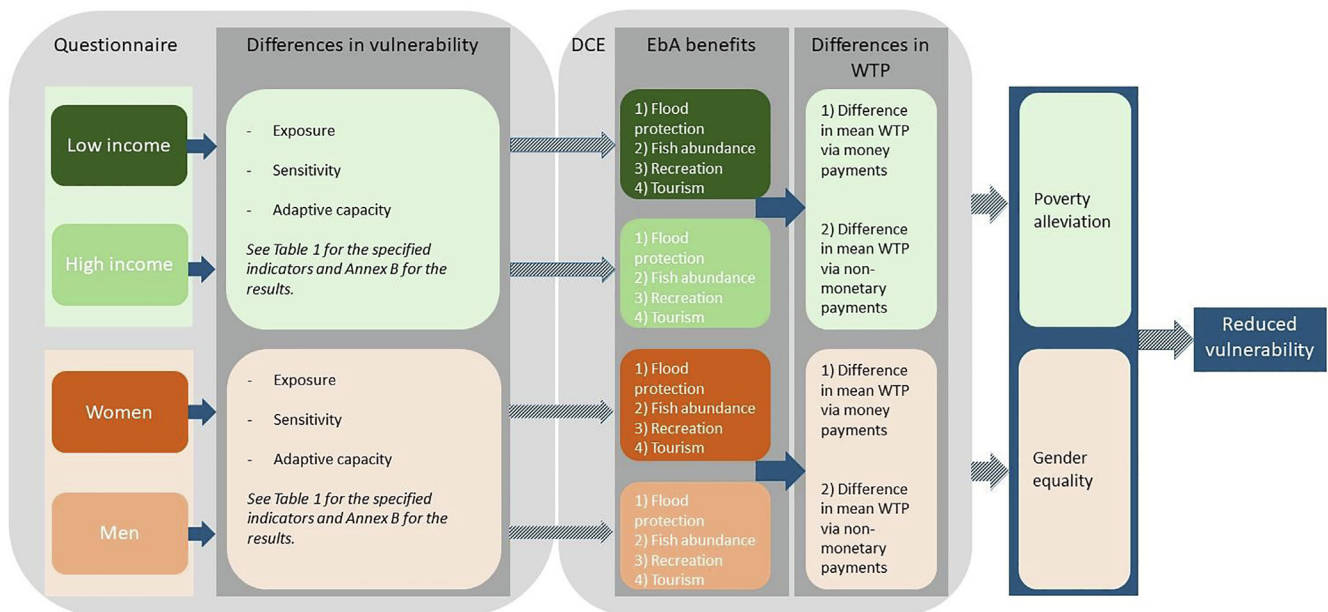 Questionnaire
Differences in vulnerability
DCE
EbA benefits
Differences in
WTP
Low income
High income
- Exposure
- Sensitivity
- Adaptive capacity
See Table 1 for the specified
indicators and Annex B for the
results.
1) Flood
protection
2) Fish abundance
3) Recreation
4) Tourism
1) Flood
protection
2) Fish abundance
3) Recreation
4) Tourism
1) Difference
in mean WTP
via money
payments
2) Difference
in mean WTP
via non-
monetary
payments
Poverty
alleviation
Women
Men
- Exposure
- Sensitivity
- Adaptive capacity
See Table 1 for the specified
indicators and Annex B for the
results.
1) Flood
protection
2) Fish abundance
3) Recreation
4) Tourism
1) Flood
protection
2) Fish abundance
3) Recreation
4) Tourism
1) Difference
in mean WTP
via money
payments
2) Difference
in mean WTP
via non-
monetary
payments
Gender
equality
Reduced
vulnerability